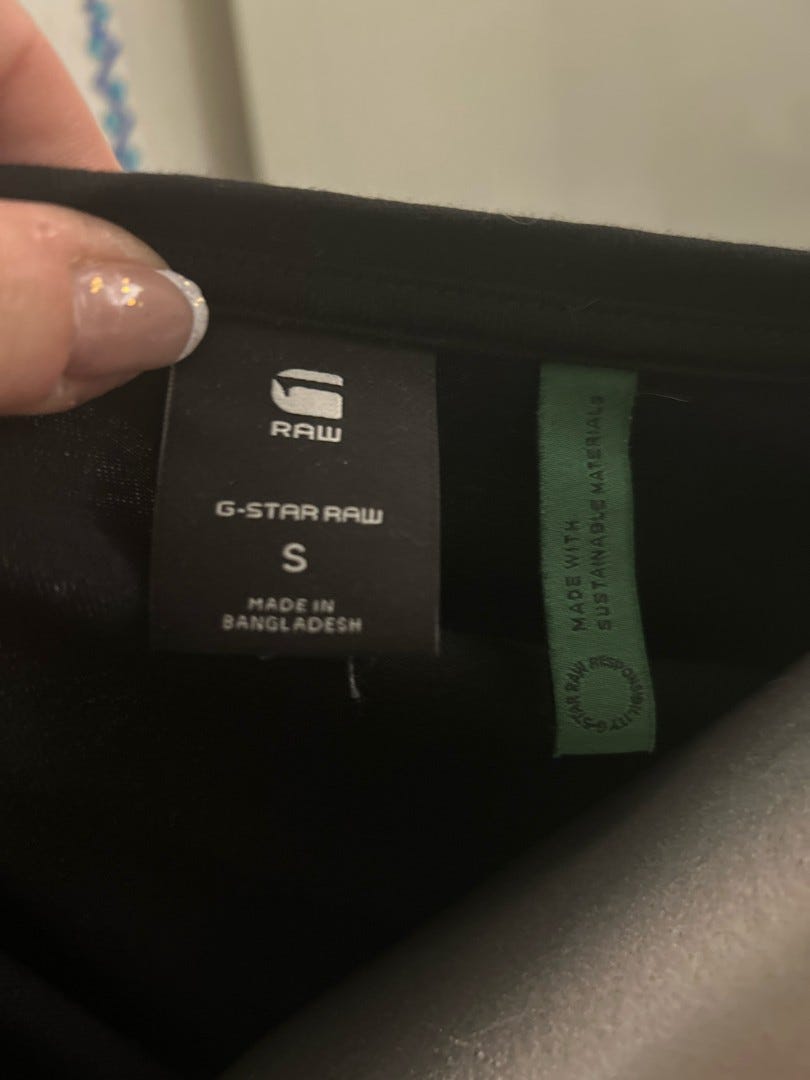 RAW
G-STAR RAW
S
MADE IN
BANGLADESH
MADE WITH
SUSTAINABLE MATERIALS
G-STAR RAW RESPONSIBILITY